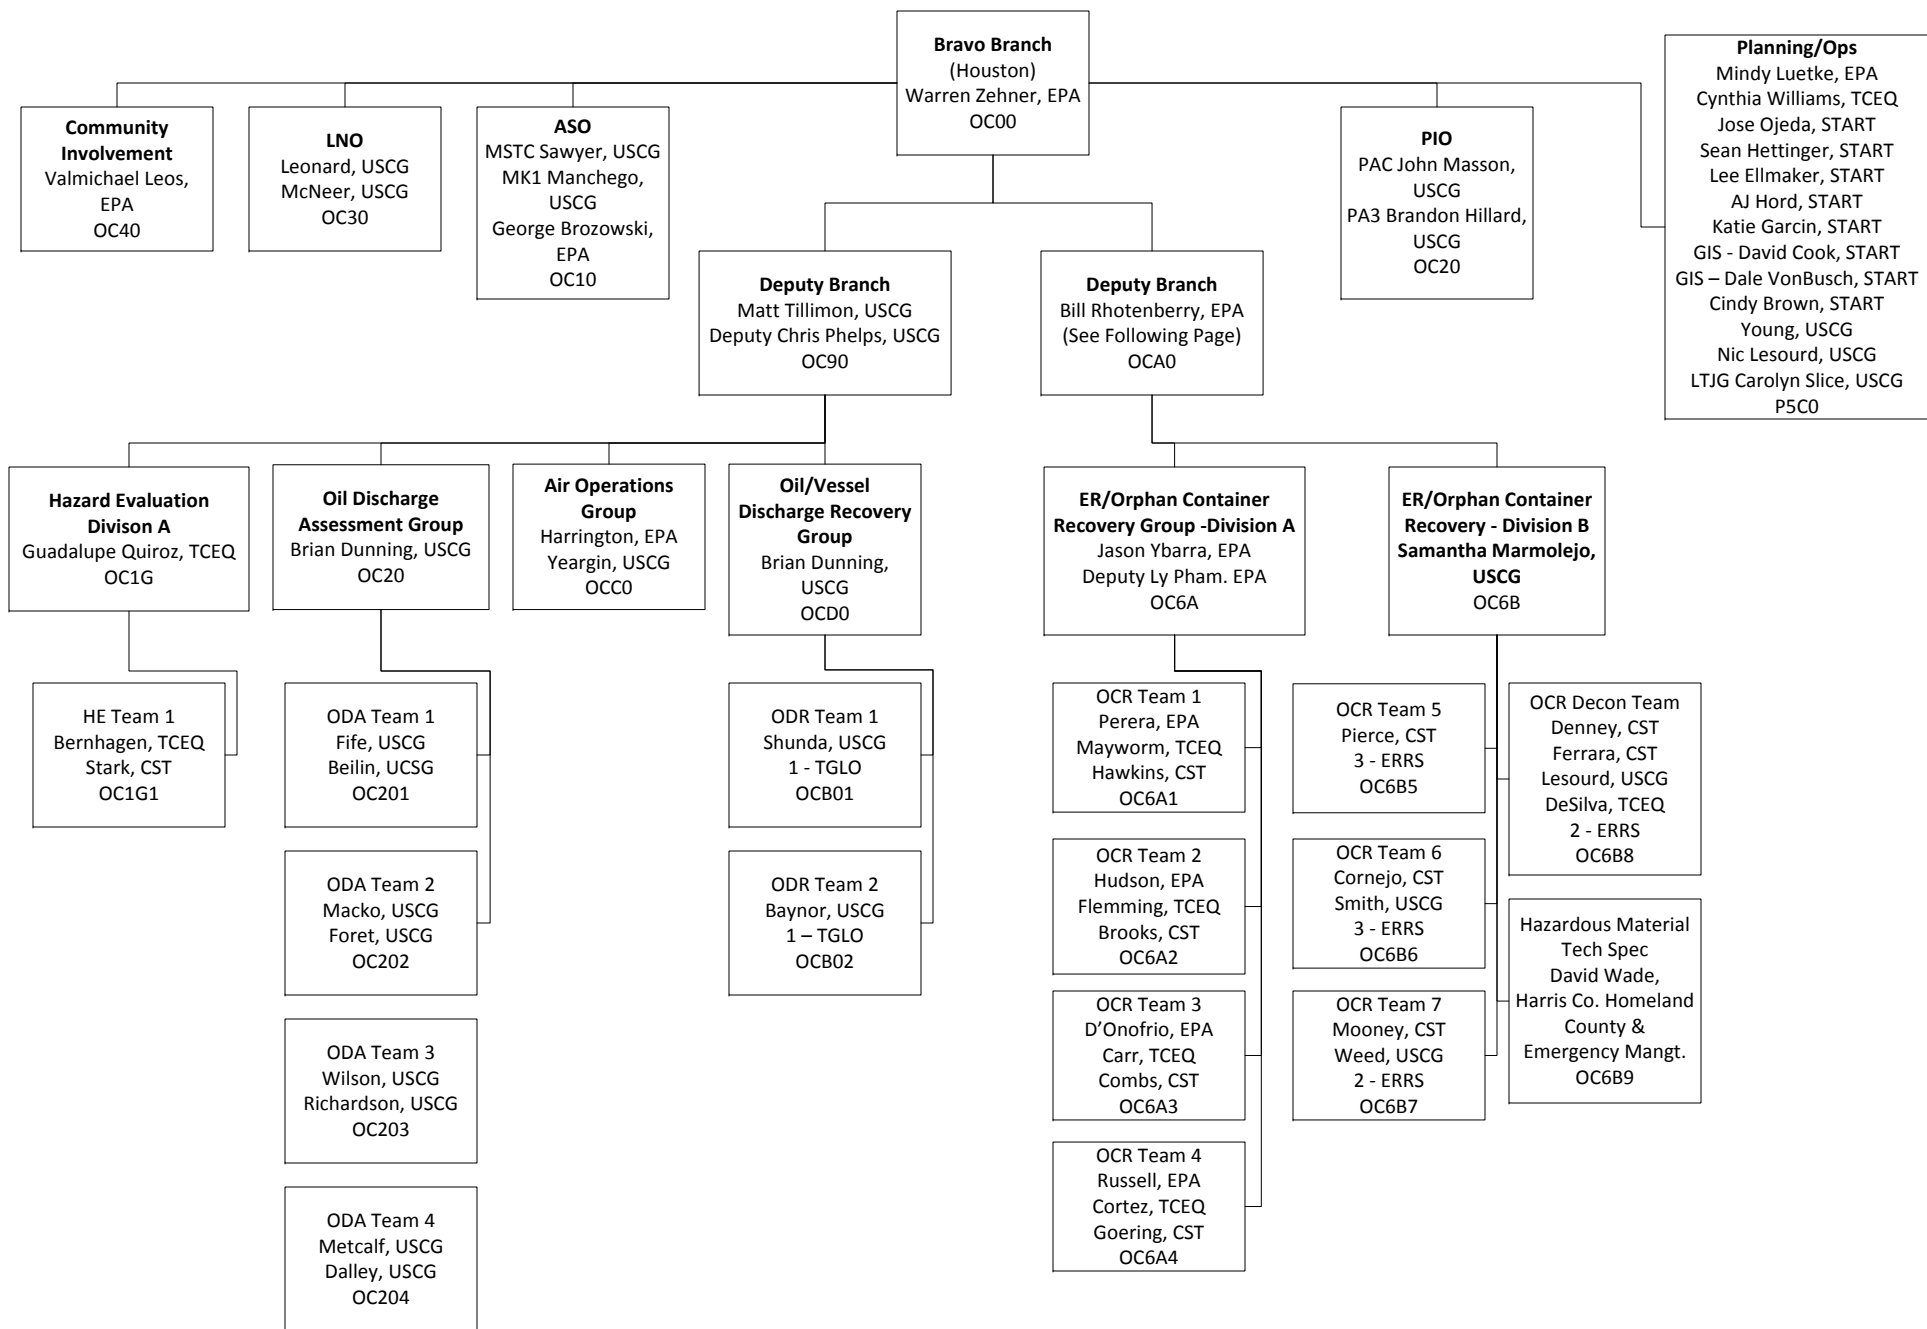 Bravo Branch
(Houston)
Warren Zehner, EPA
OC00
Planning/Ops
Mindy Luetke, EPA
Cynthia Williams, TCEQ
Jose Ojeda, START
Sean Hettinger, START
Lee Ellmaker, START
AJ Hord, START
Katie Garcin, START
GIS - David Cook, START
GIS – Dale VonBusch, START
Cindy Brown, START
Young, USCG
Nic Lesourd, USCG
LTJG Carolyn Slice, USCG
P5C0
Community
Involvement
Valmichael Leos,
EPA
OC40
LNO
Leonard, USCG
McNeer, USCG
OC30
ASO
MSTC Sawyer, USCG
MK1 Manchego,
USCG
George Brozowski,
EPA
OC10
PIO
PAC John Masson,
USCG
PA3 Brandon Hillard,
USCG
OC20
Deputy Branch
Matt Tillimon, USCG
Deputy Chris Phelps, USCG
OC90
Deputy Branch
Bill Rhotenberry, EPA
(See Following Page)
OCA0
Hazard Evaluation
Divison A
Guadalupe Quiroz, TCEQ
OC1G
Oil Discharge
Assessment Group
Brian Dunning, USCG
OC20
Air Operations
Group
Harrington, EPA
Yeargin, USCG
OCC0
Oil/Vessel
Discharge Recovery
Group
Brian Dunning,
USCG
OCD0
ER/Orphan Container
Recovery Group -Division A
Jason Ybarra, EPA
Deputy Ly Pham. EPA
OC6A
ER/Orphan Container
Recovery - Division B
Samantha Marmolejo,
USCG
OC6B
HE Team 1
Bernhagen, TCEQ
Stark, CST
OC1G1
ODA Team 1
Fife, USCG
Beilin, UCSG
OC201
ODA Team 2
Macko, USCG
Foret, USCG
OC202
ODA Team 3
Wilson, USCG
Richardson, USCG
OC203
ODA Team 4
Metcalf, USCG
Dalley, USCG
OC204
ODR Team 1
Shunda, USCG
1 - TGLO
OCB01
ODR Team 2
Baynor, USCG
1 – TGLO
OCB02
OCR Team 1
Perera, EPA
Mayworm, TCEQ
Hawkins, CST
OC6A1
OCR Team 2
Hudson, EPA
Flemming, TCEQ
Brooks, CST
OC6A2
OCR Team 3
D’Onofrio, EPA
Carr, TCEQ
Combs, CST
OC6A3
OCR Team 4
Russell, EPA
Cortez, TCEQ
Goering, CST
OC6A4
OCR Team 5
Pierce, CST
3 - ERRS
OC6B5
OCR Team 6
Cornejo, CST
Smith, USCG
3 - ERRS
OC6B6
OCR Team 7
Mooney, CST
Weed, USCG
2 - ERRS
OC6B7
OCR Decon Team
Denney, CST
Ferrara, CST
Lesourd, USCG
DeSilva, TCEQ
2 - ERRS
OC6B8
Hazardous Material
Tech Spec
David Wade,
Harris Co. Homeland
County &
Emergency Mangt.
OC6B9